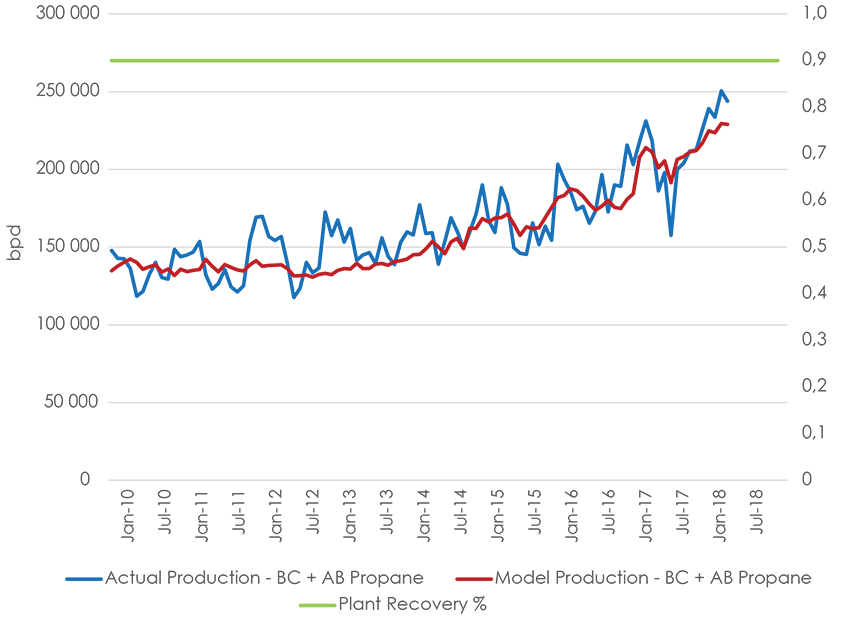 300 000
250 000
200 000
150 000
100 000
50 000
0
bpd
1,0
0,9
0,8
0,7
0,6
0,5
0,4
0,3
0,2
0,1
0
Jan-10
Jul-10
Jan-11
Jul-11
Jan-12
Jul-12
Jan-13
Jul-13
Jan-14
Jul-14
Jan-15
Jul-15
Jan-16
Jul-16
Jan-17
Jul-17
Jan-18
Jul-18
Actual Production - BC + AB Propane
Model Production - BC + AB Propane
Plant Recovery %